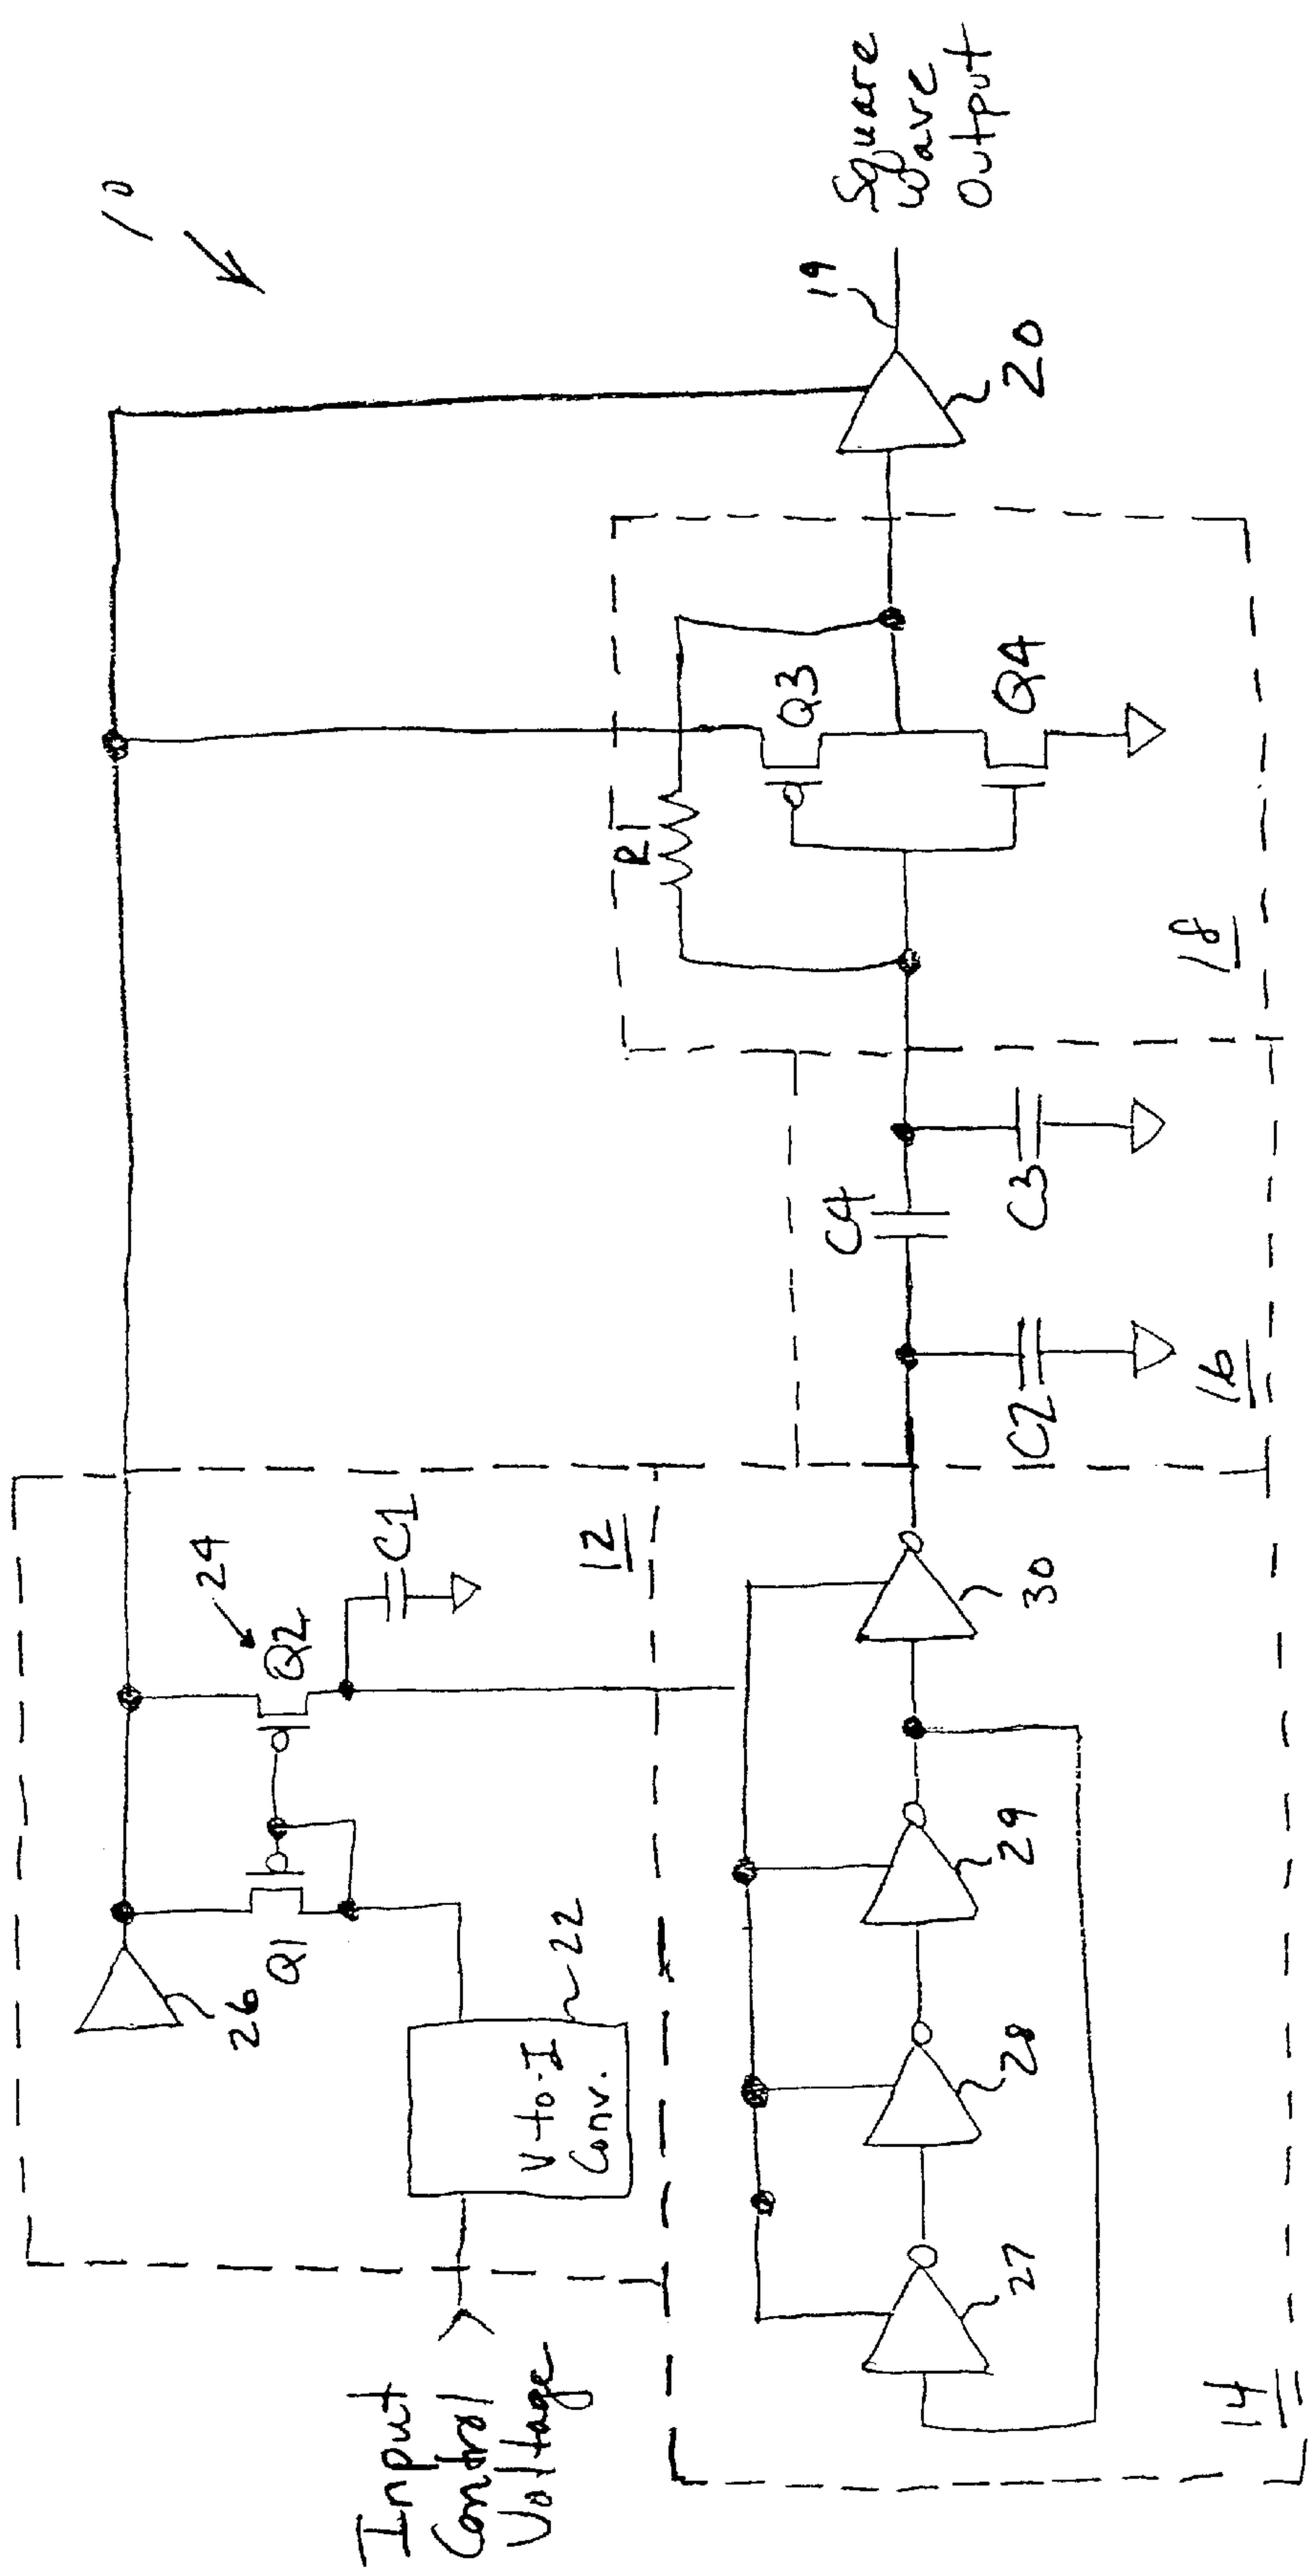 10
24
Q2
C1
12
26
Q1
V-to-I
Conv.
22
Input
Control
Voltage
27
28
29
30
14
C2
C4
C3
16
R1
Q3
Q4
18
20
19
Square
Wave
Output